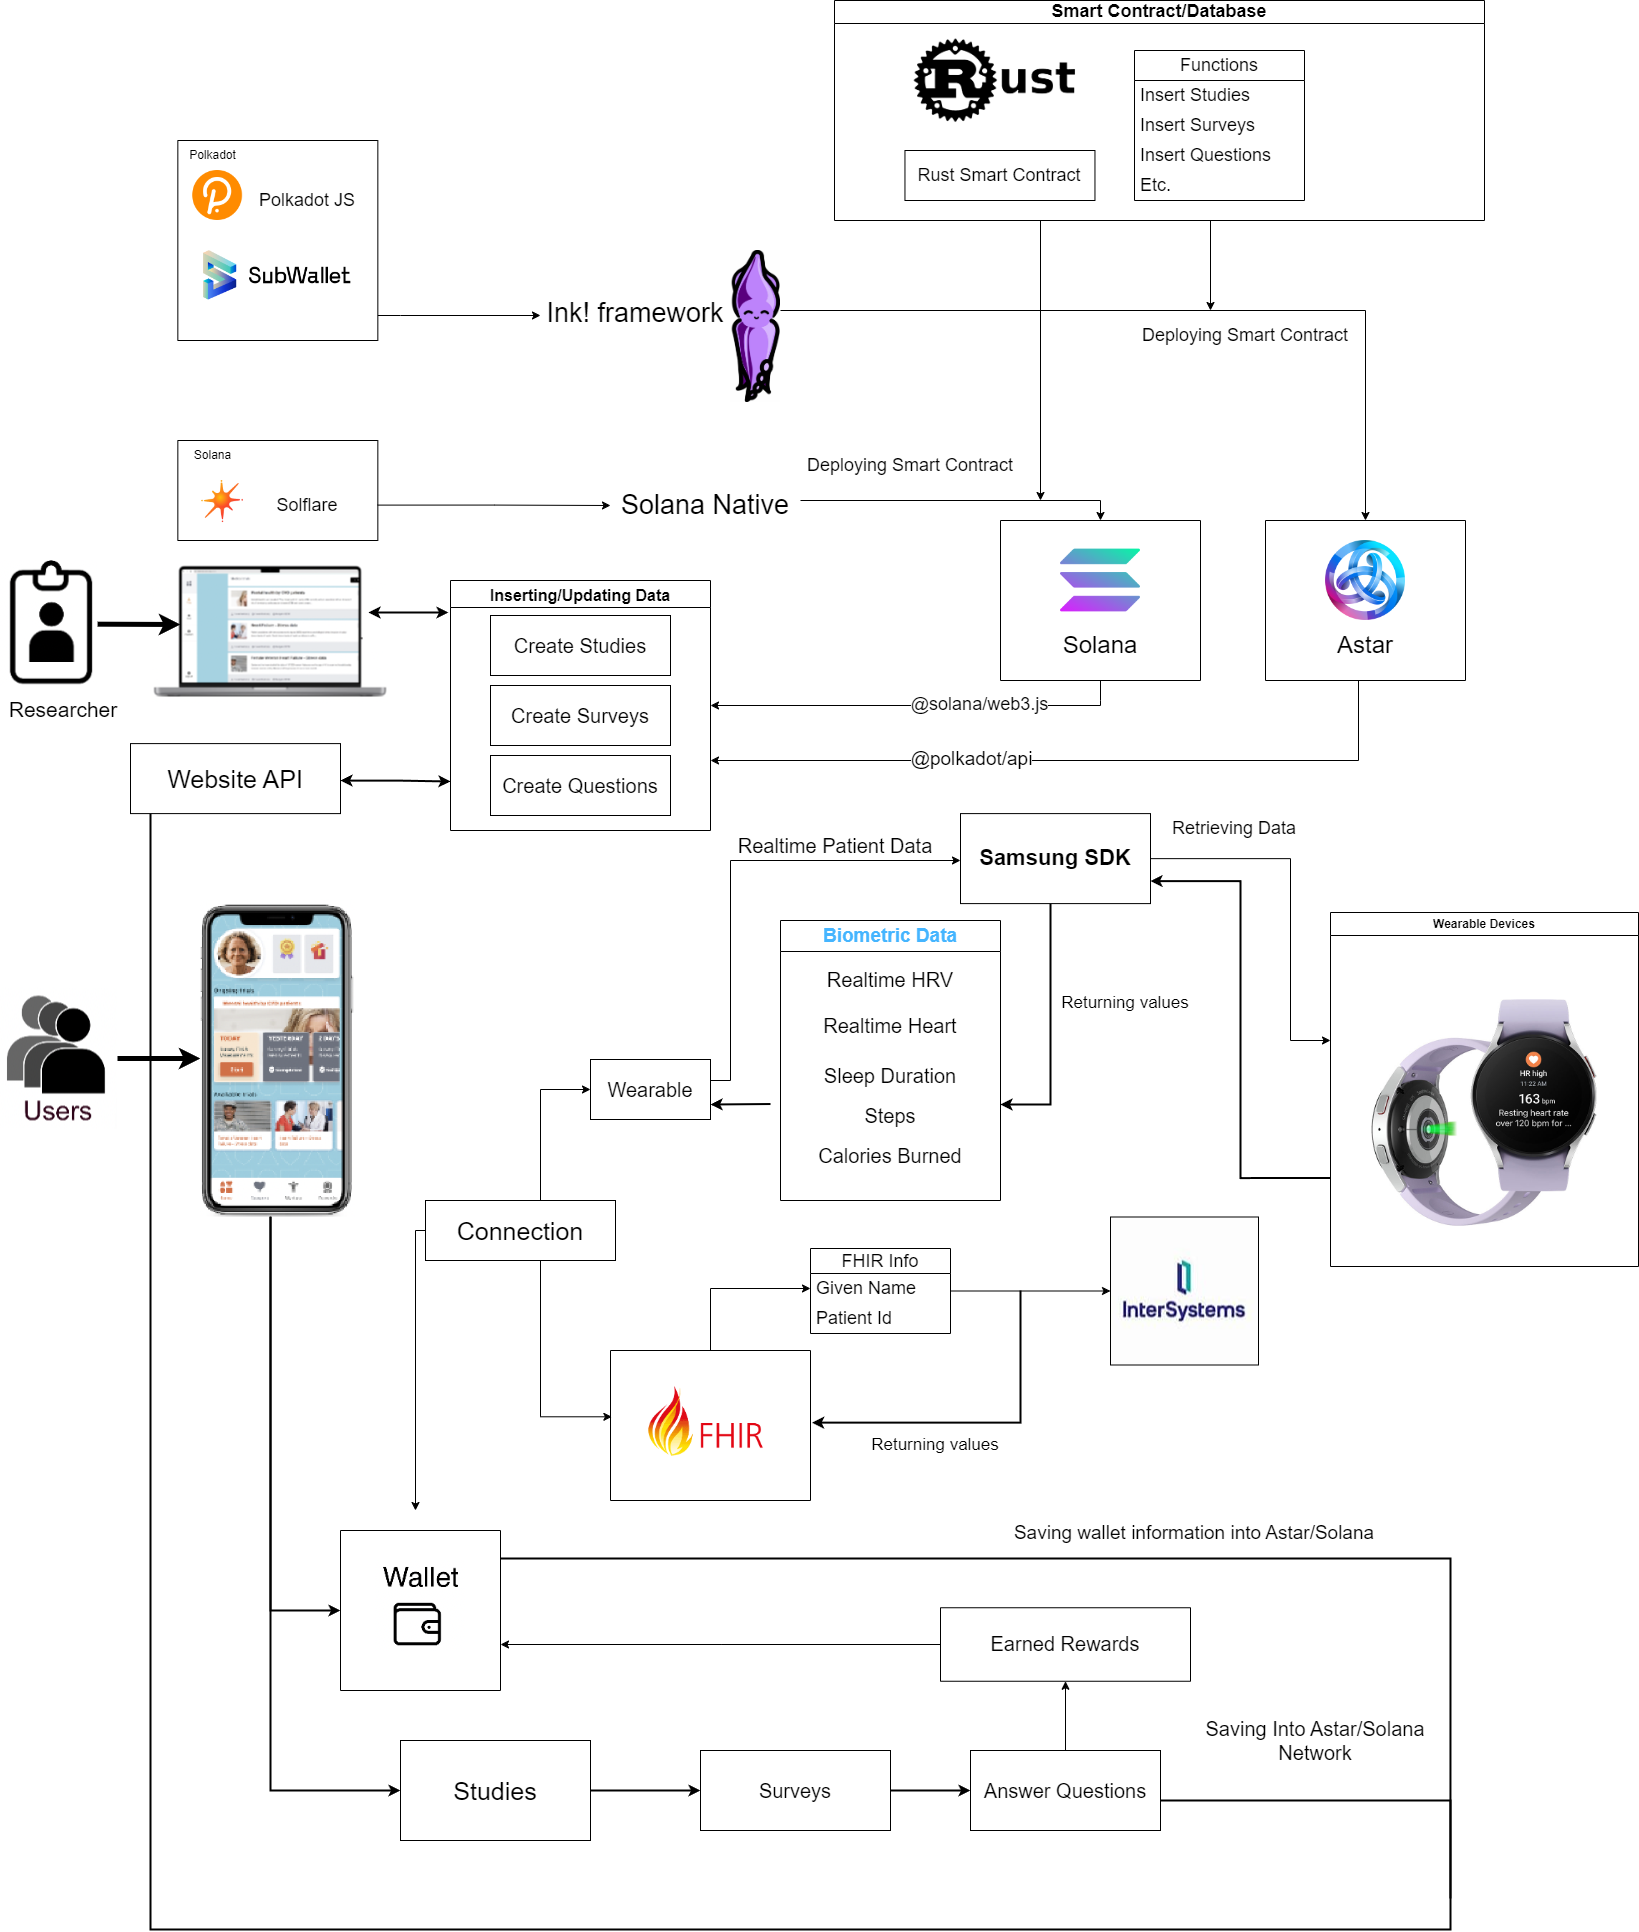 Smart Contract/Database
Rust
Functions
Insert Studies
Insert Surveys
Insert Questions
Etc.
Rust Smart Contract
Polkadot
Polkadot JS
SubWallet
Ink! framework
Deploying Smart Contract
Solana
Solflare
Deploying Smart Contract
Solana Native
Solana
Astar
Researcher
Inserting/Updating Data
Create Studies
Create Surveys
Create Questions
@solana/web3.js
@polkadot/api
Website API
Realtime Patient Data
Samsung SDK
Retrieving Data
Wearable Devices
HR high
11:22 AM
163 bpm
Resting heart rate
over 120 bpm for ...
Biometric Data
Realtime HRV
Realtime Heart
Sleep Duration
Steps
Calories Burned
Returning values
Wearable
Users
TODAY
YESTERDAY
Connection
FHIR Info
Given Name
Patient Id
InterSystems
FHIR
Returning values
Wallet
Saving wallet information into Astar/Solana
Earned Rewards
Saving Into Astar/Solana
Network
Studies
Surveys
Answer Questions